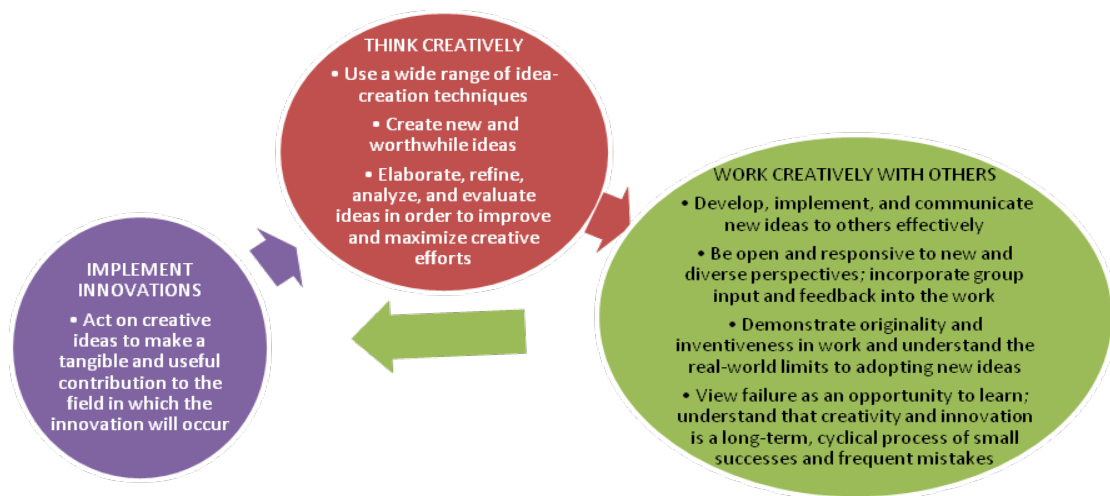 THINK CREATIVELY
• Use a wide range of idea-
creation techniques
• Create new and
worthwhile ideas
• Elaborate, refine,
analyze, and evaluate
ideas in order to improve
and maximize creative
efforts
WORK CREATIVELY WITH OTHERS
• Develop, implement, and communicate
new ideas to others effectively
• Be open and responsive to new and
diverse perspectives; incorporate group
input and feedback into the work
• Demonstrate originality and
inventiveness in work and understand the
real-world limits to adopting new ideas
• View failure as an opportunity to learn;
understand that creativity and innovation
is a long-term, cyclical process of small
successes and frequent mistakes
IMPLEMENT
INNOVATIONS
• Act on creative
ideas to make a
tangible and useful
contribution to the
field in which the
innovation will occur